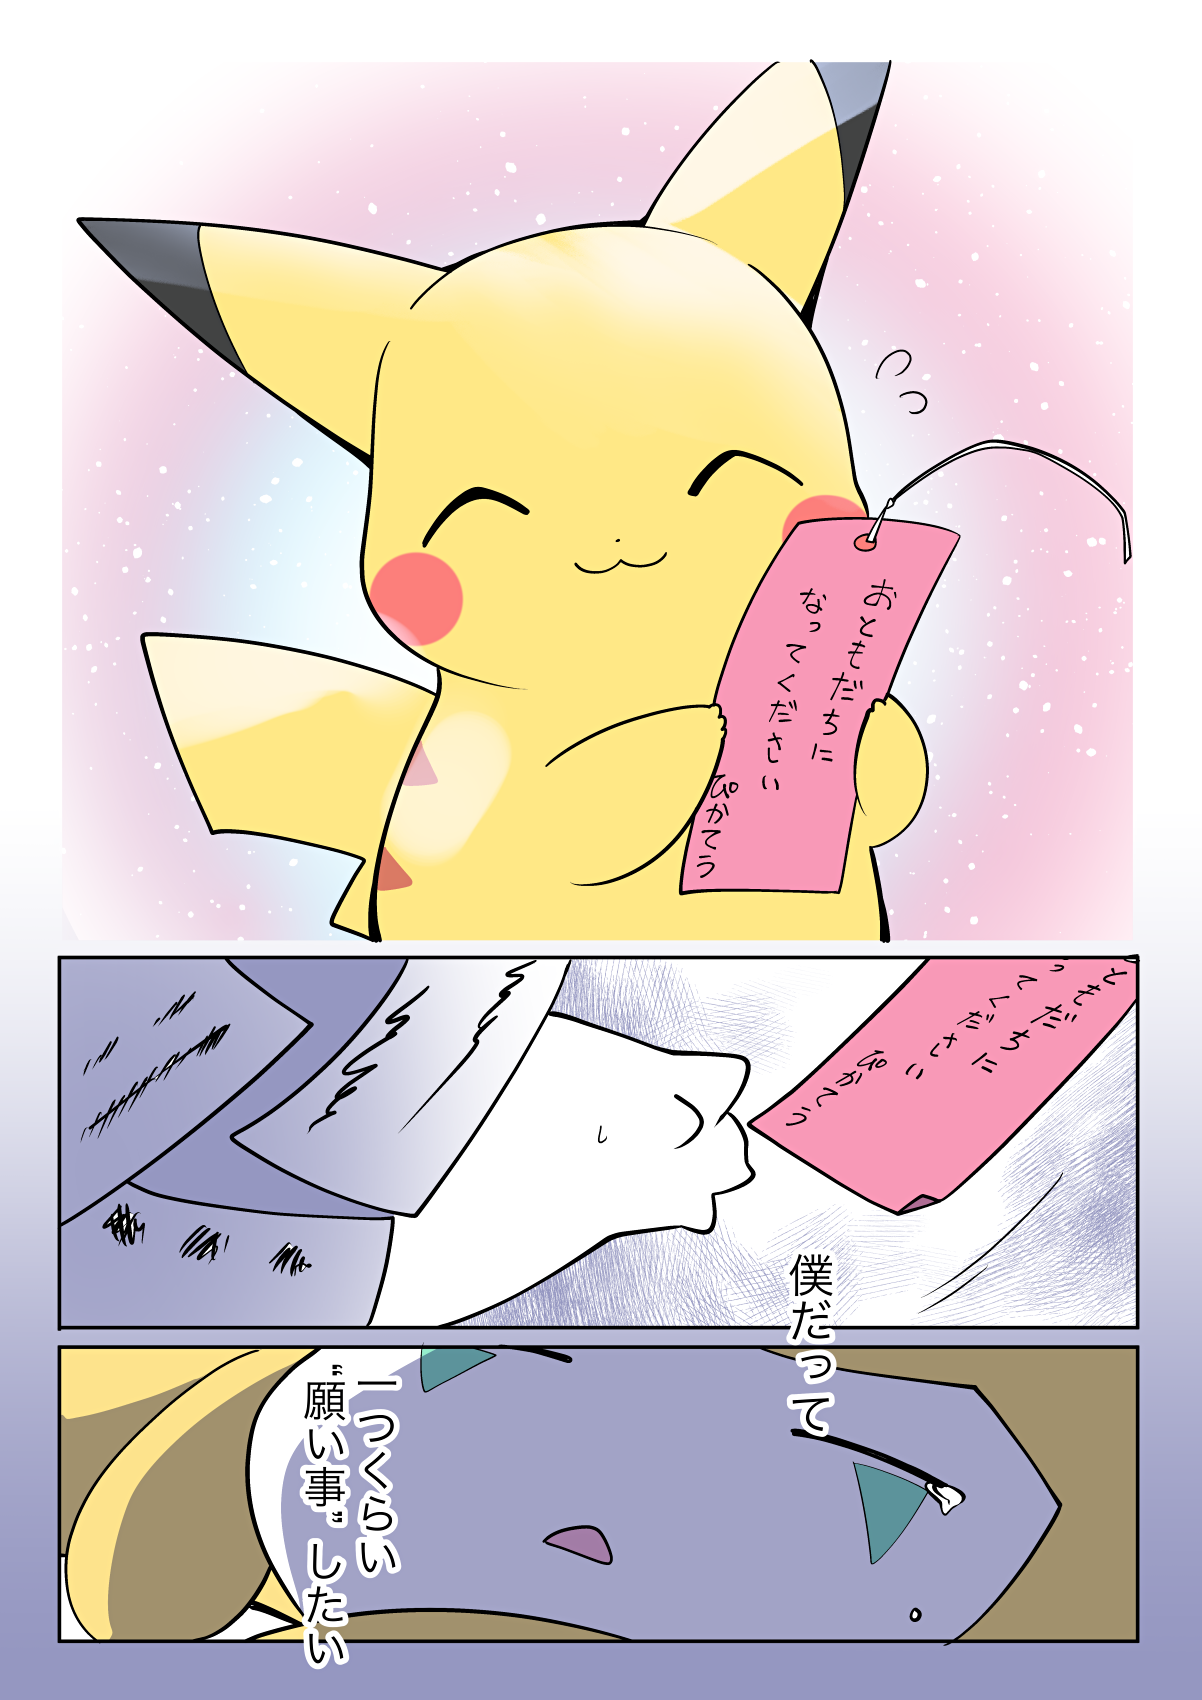 おともだちに
なってくださしい
ぴかてう
ともだちに
ってくだけい
ぴかてう
僕だって
一つくらい
“願い事”したい